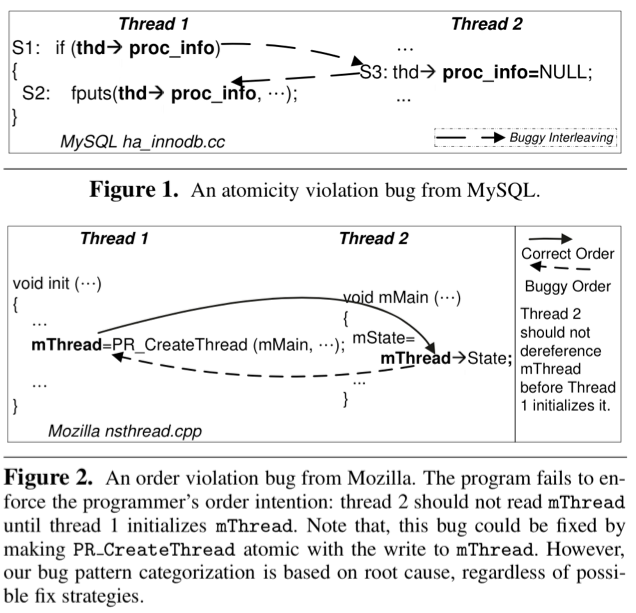 Thread 1
Thread 2
S1: if (thd→ proc_info)
{
S2: fputs(thd→ proc_info, ···);
}
...
S3: thd→ proc_info=NULL;
...
MySQL ha_innodb.cc
Buggy Interleaving
Figure 1. An atomicity violation bug from MySQL.
Thread 1
Thread 2
void init (···)
{
...
mThread=PR_CreateThread (mMain, ···);
...
}
void mMain (···)
{
mState=
mThread→State;
...
}
Mozilla nsthread.cpp
Correct Order
Buggy Order
Thread 2
should not
dereference
mThread
before Thread
1 initializes it.
Figure 2. An order violation bug from Mozilla. The program fails to en-
force the programmer's order intention: thread 2 should not read mThread
until thread 1 initializes mThread. Note that, this bug could be fixed by
making PR_CreateThread atomic with the write to mThread. However,
our bug pattern categorization is based on root cause, regardless of possi-
ble fix strategies.